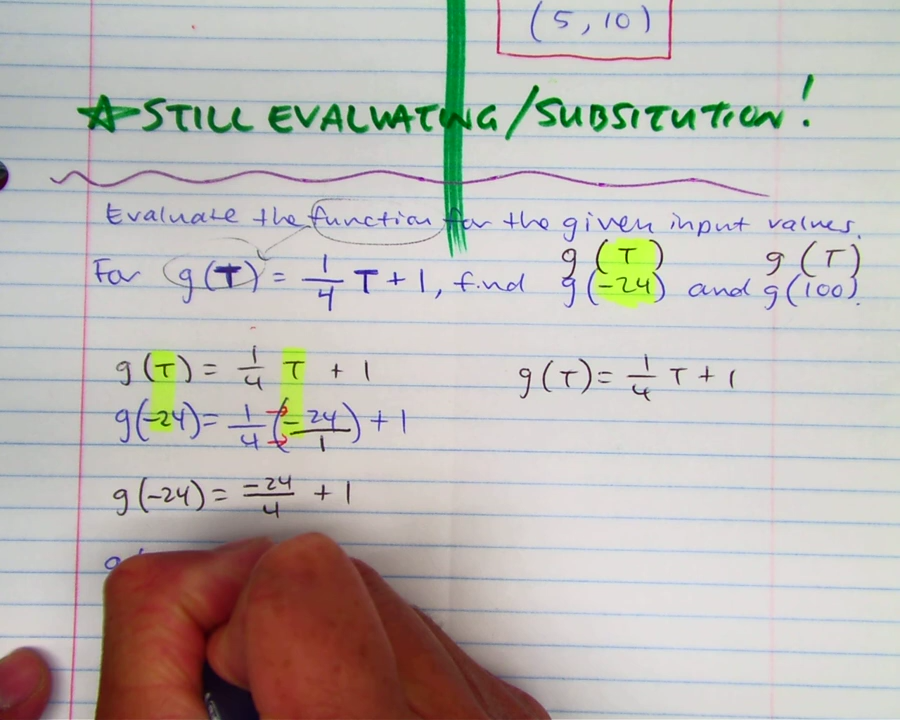 (5, 10)
☆ STILL EVALUATING / SUBSITUTION!
Evaluate the function for the given input values.
g(T) g(T)
For g(T) = 1/4 T + 1, find g(-24) and g(100).
g(T) = 1/4 T + 1
g(T) = 1/4 T + 1
g(-24) = 1/4 (-24/1) + 1
g(-24) = -24/4 + 1